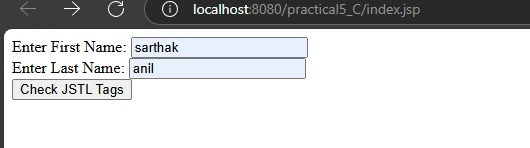 localhost:8080/practical5_C/index.jsp
Enter First Name: sarthak
Enter Last Name: anil
Check JSTL Tags